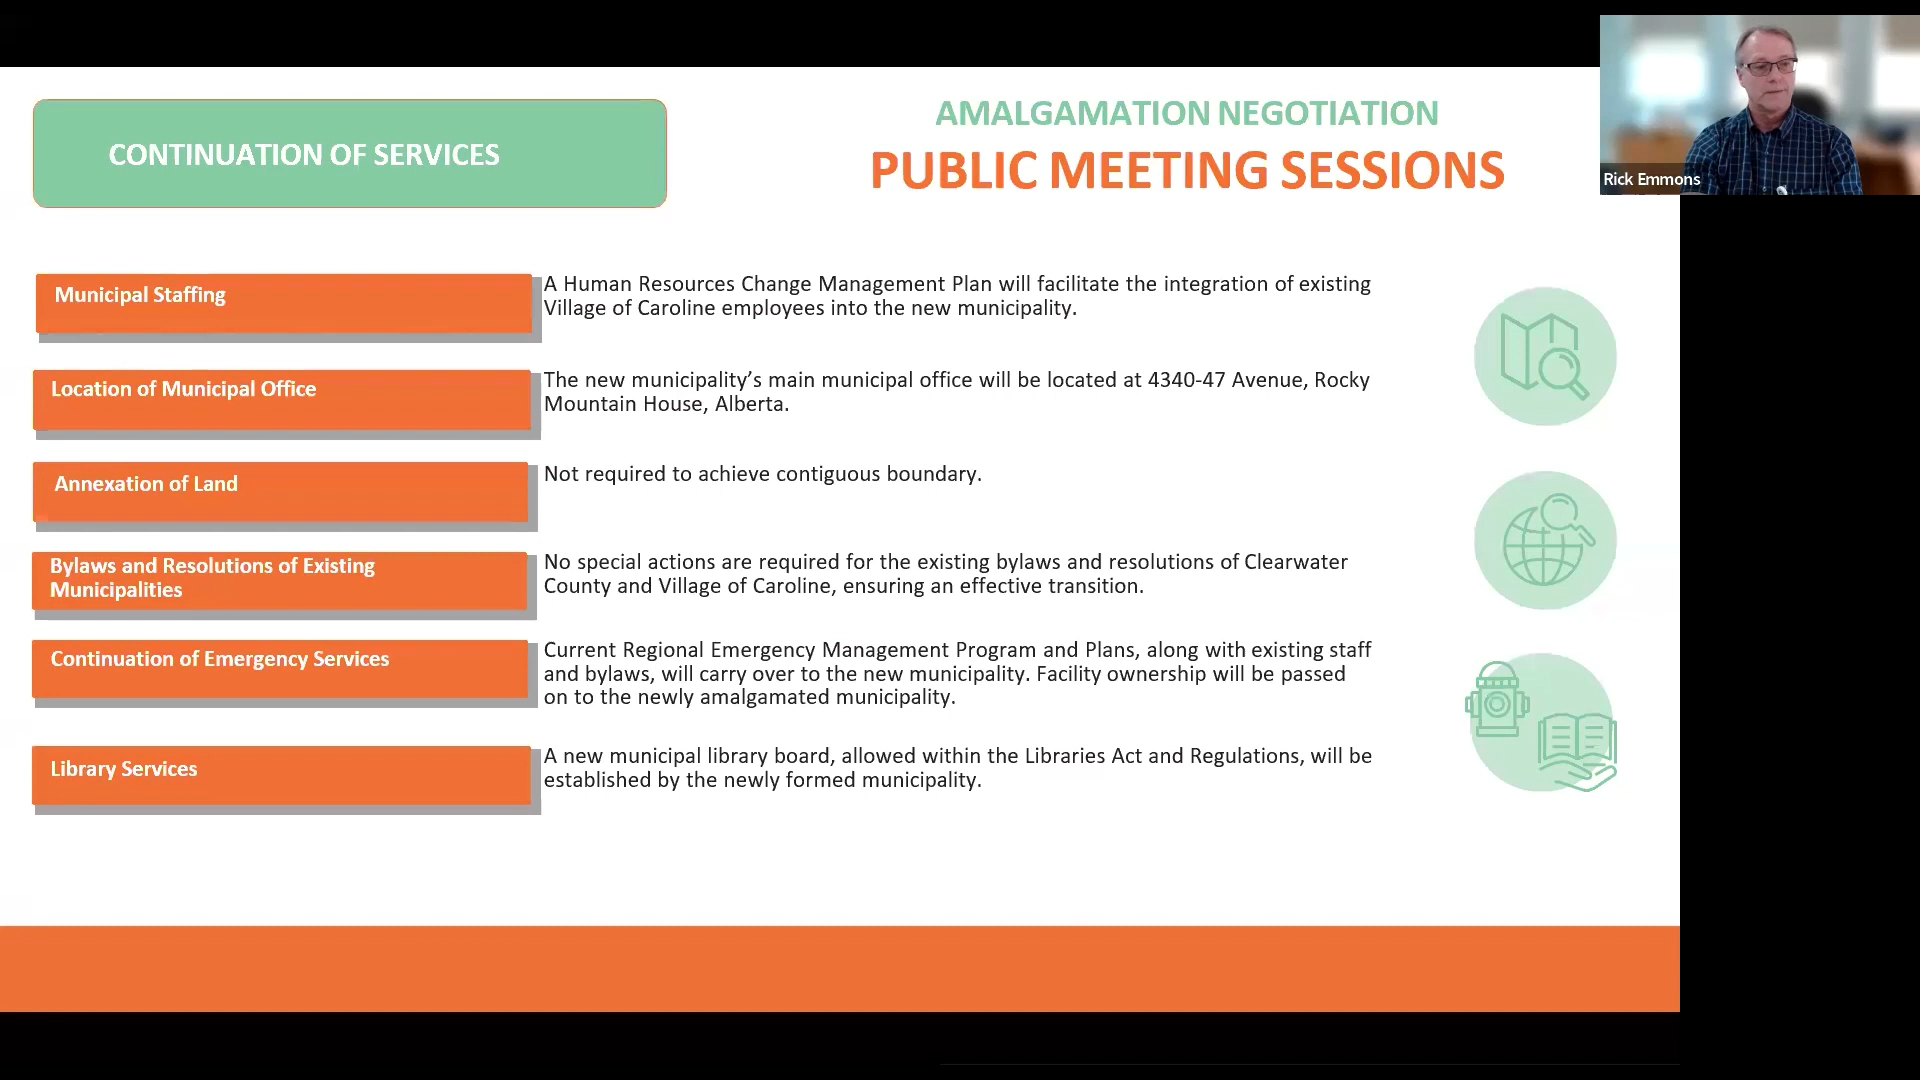 CONTINUATION OF SERVICES
AMALGAMATION NEGOTIATION
PUBLIC MEETING SESSIONS
Rick Emmons
Municipal Staffing
A Human Resources Change Management Plan will facilitate the integration of existing
Village of Caroline employees into the new municipality.
Location of Municipal Office
The new municipality’s main municipal office will be located at 4340-47 Avenue, Rocky
Mountain House, Alberta.
Annexation of Land
Not required to achieve contiguous boundary.
Bylaws and Resolutions of Existing
Municipalities
No special actions are required for the existing bylaws and resolutions of Clearwater
County and Village of Caroline, ensuring an effective transition.
Continuation of Emergency Services
Current Regional Emergency Management Program and Plans, along with existing staff
and bylaws, will carry over to the new municipality. Facility ownership will be passed
on to the newly amalgamated municipality.
Library Services
A new municipal library board, allowed within the Libraries Act and Regulations, will be
established by the newly formed municipality.